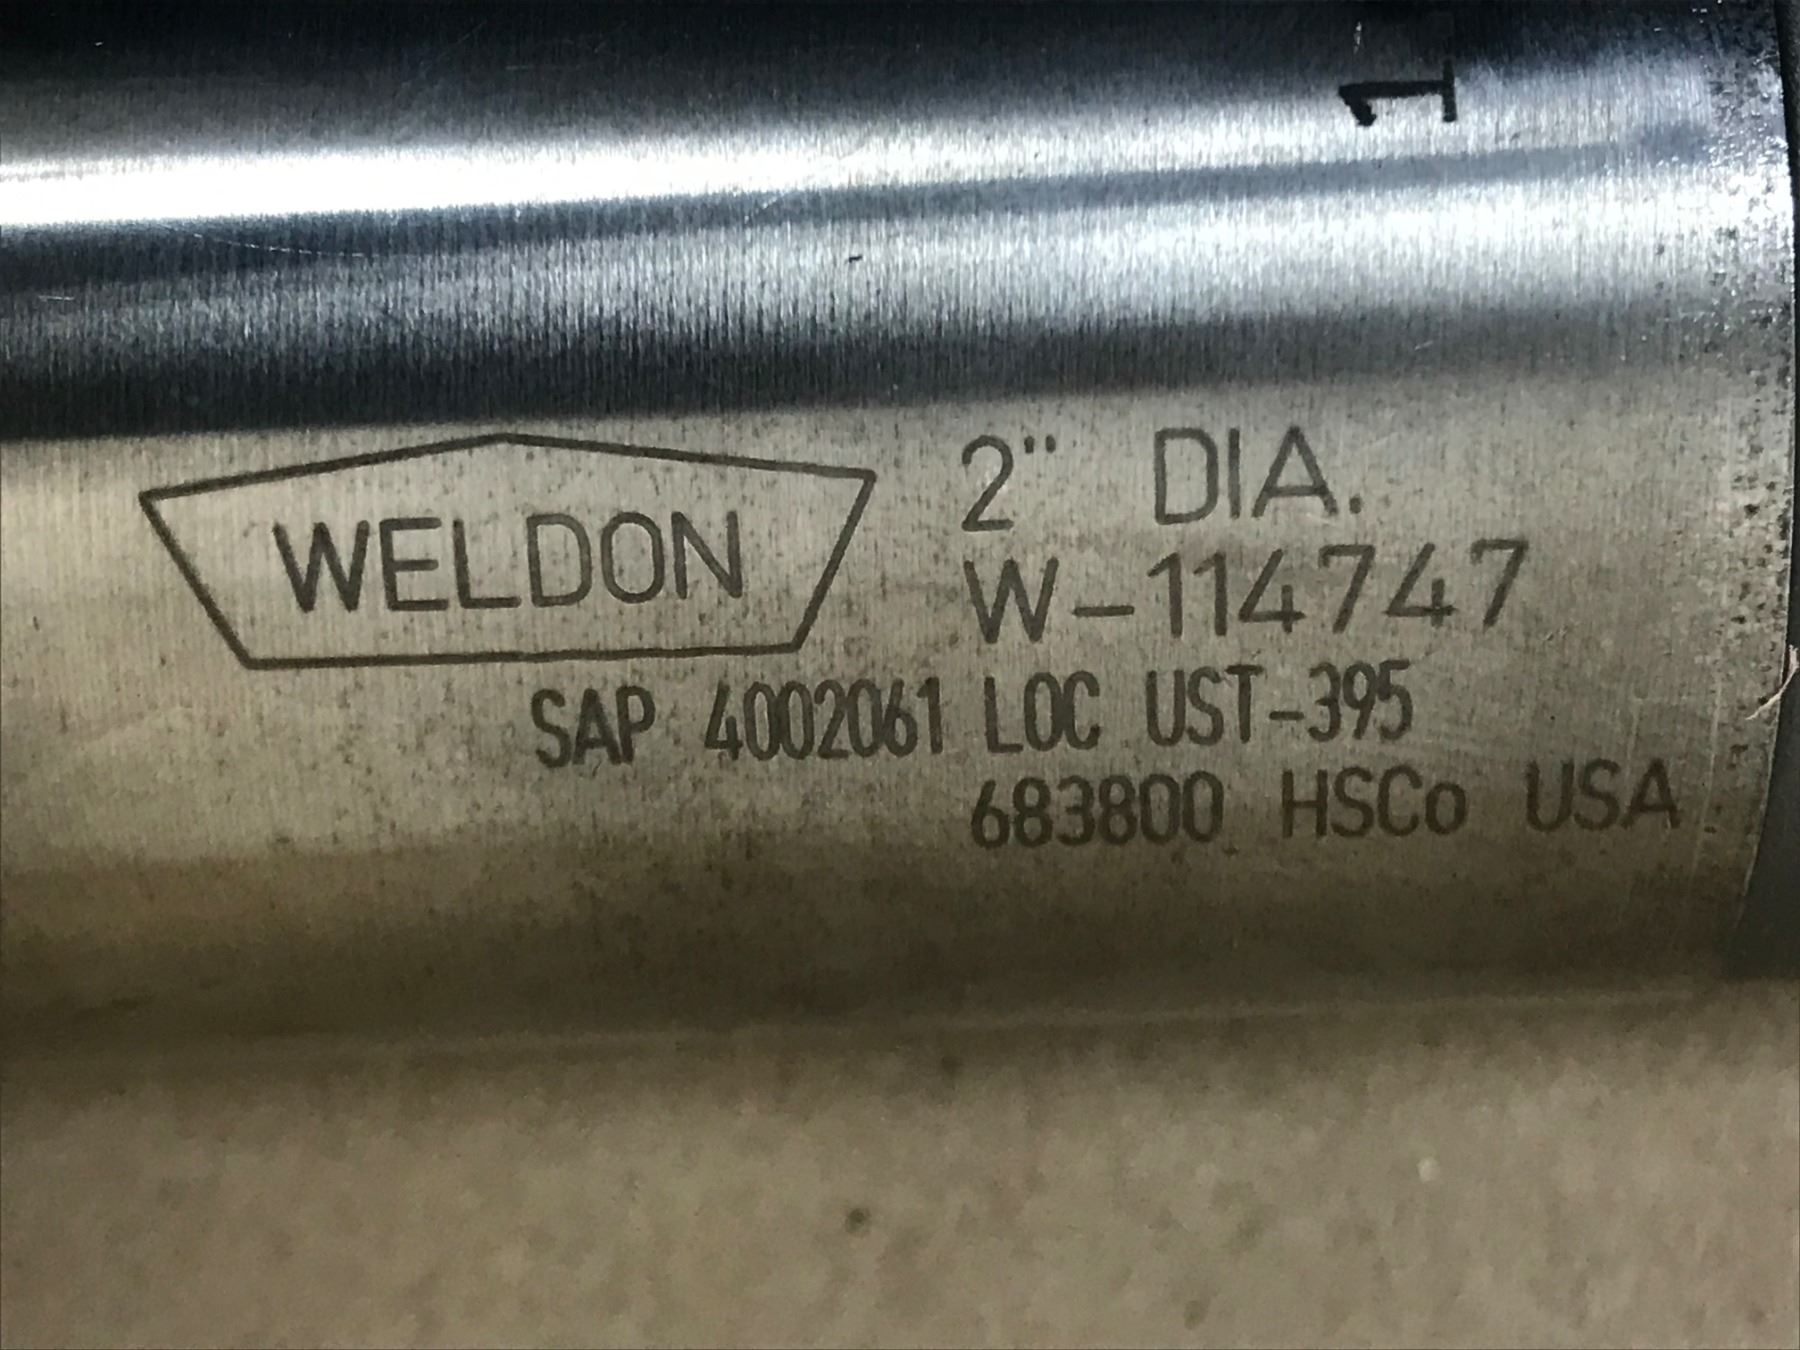 1
WELDON
2" DIA.
W-114747
SAP 4002061 LOC UST-395
683800 HSCo USA